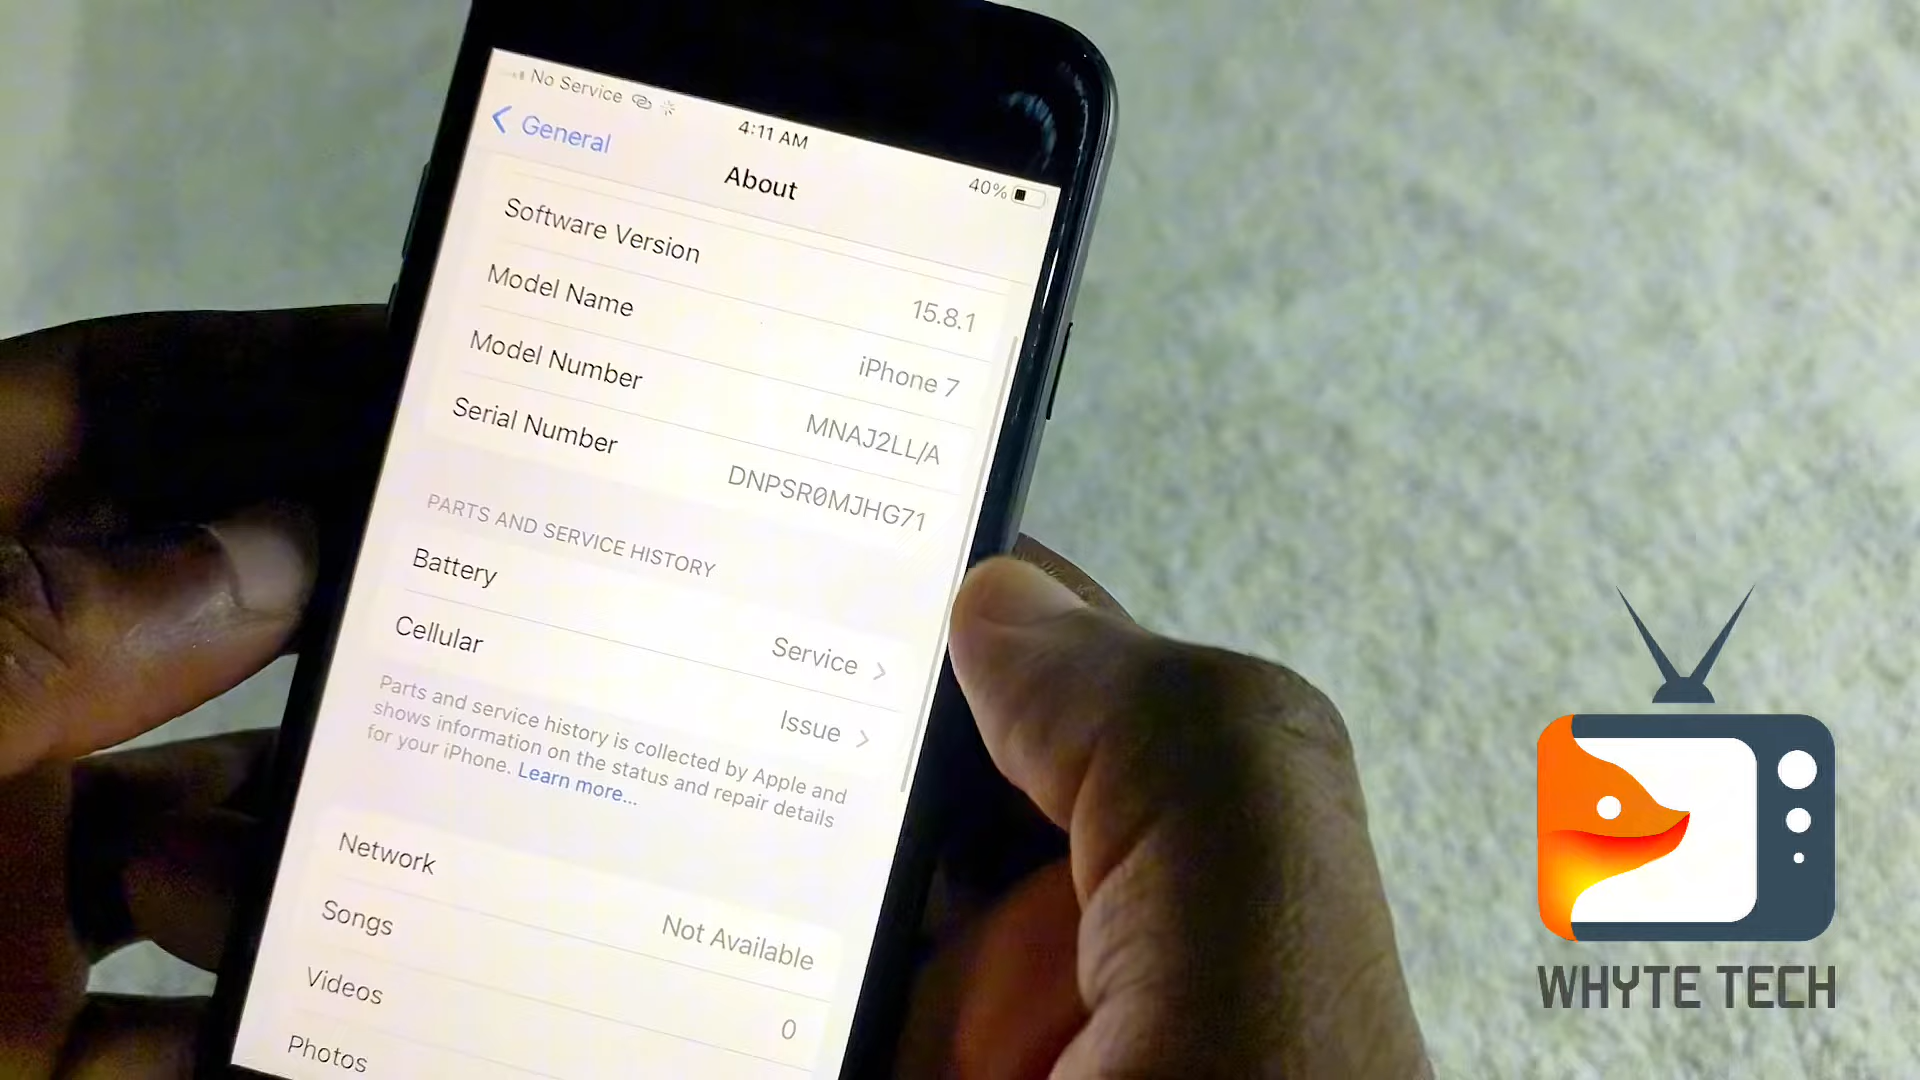 No Service
4:11 AM
40%
General
About
Software Version
15.8.1
Model Name
iPhone 7
Model Number
MNAJ2LL/A
Serial Number
DNPSR0MJHG71
PARTS AND SERVICE HISTORY
Battery
Service
Cellular
Issue
Parts and service history is collected by Apple and
shows information on the status and repair details
for your iPhone. Learn more...
Network
Not Available
Songs
0
Videos
Photos
WHYTE TECH